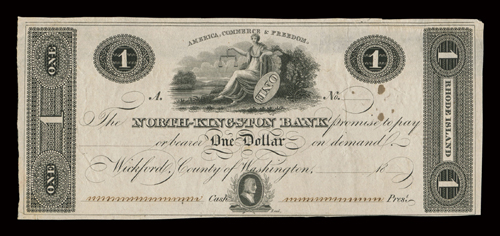 AMERICA, COMMERCE & FREEDOM.
ONE
1
ONE
1
1
1
RHODE ISLAND
1
ONE
A. No.
The NORTH-KINGSTON BANK promise to pay
or bearer One Dollar on demand
Wickford, County of Washington, 18
Cash. Pres.